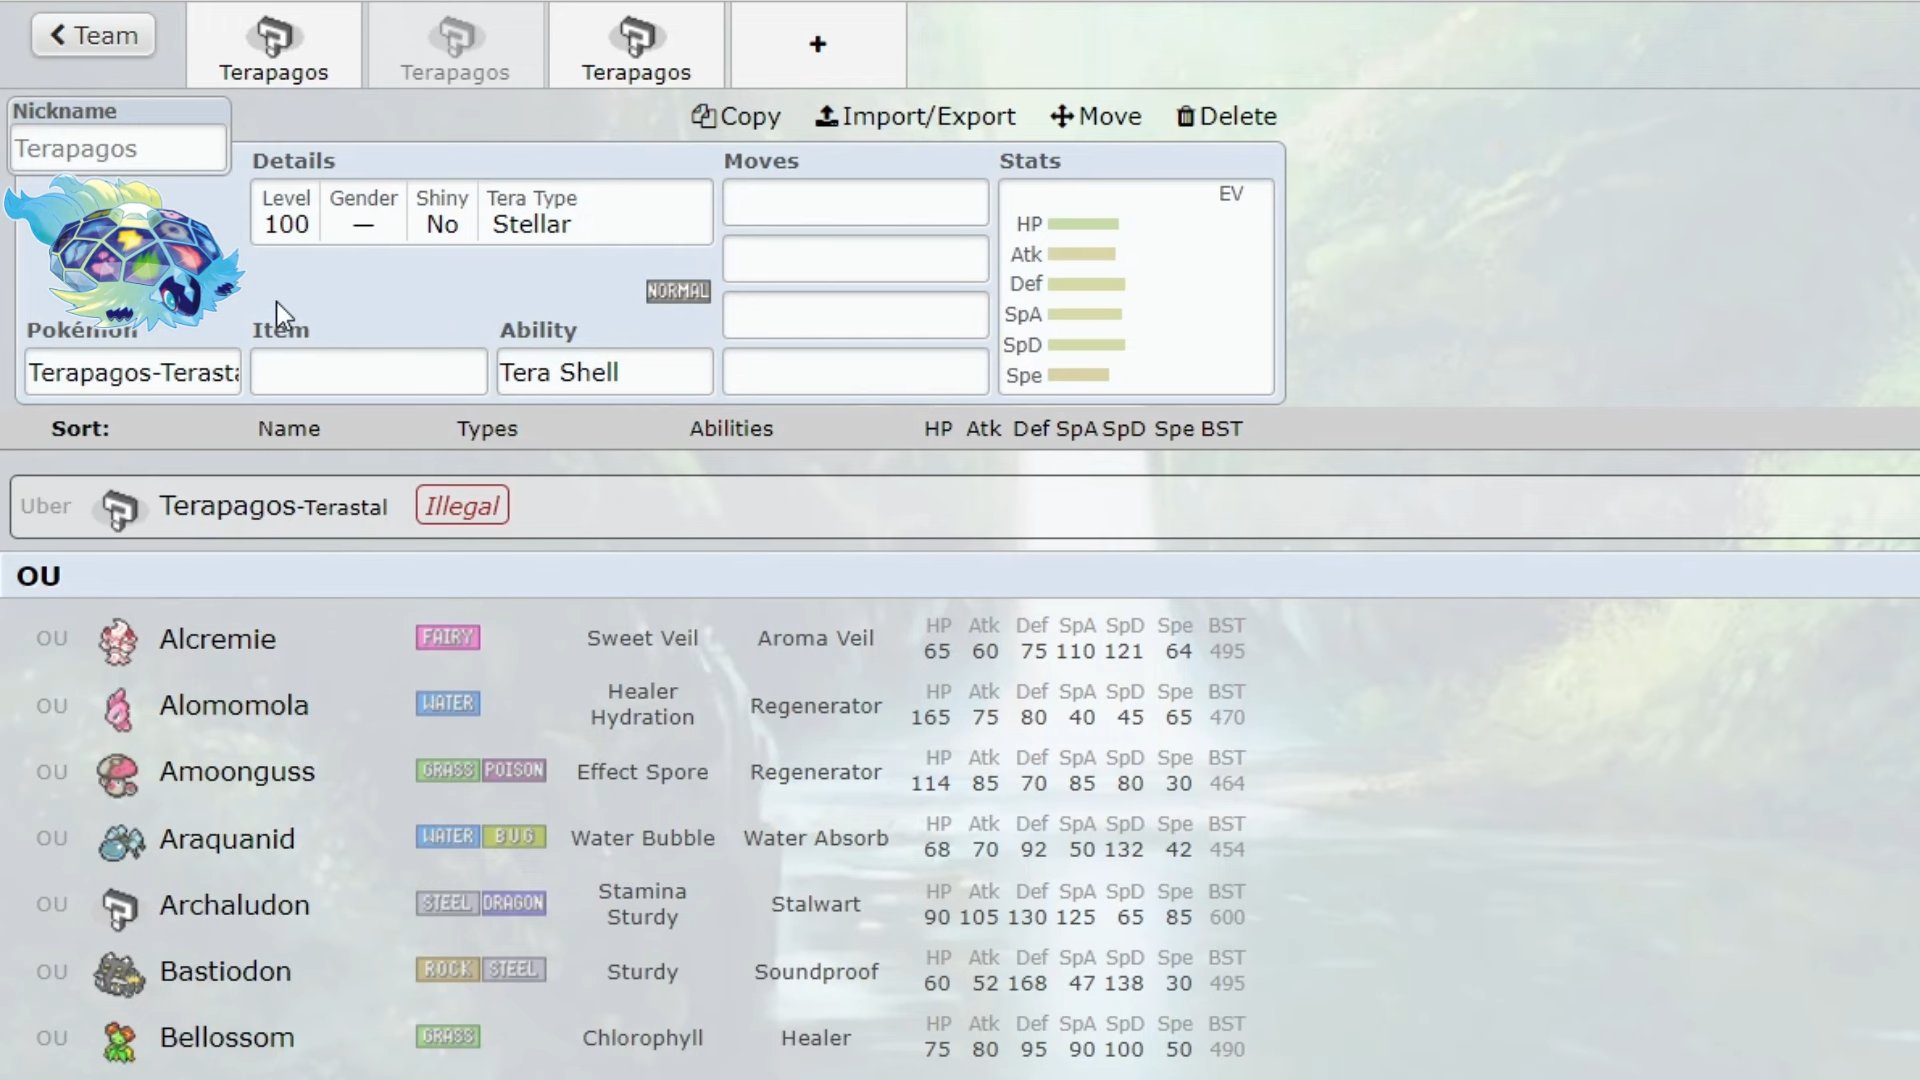 Team
Terapagos
Terapagos
Terapagos
+
Nickname
Terapagos
Copy
Import/Export
Move
Delete
Details
Level
Gender
Shiny
Tera Type
100
—
No
Stellar
NORMAL
Pokémon
Item
Ability
Terapagos-Terasta
Tera Shell
Moves
Stats
EV
HP
Atk
Def
SpA
SpD
Spe
Sort: Name Types Abilities HP Atk Def SpA SpD Spe BST
Uber Terapagos-Terastal Illegal
OU
HP Atk Def SpA SpD Spe BST
OU Alcremie FAIRY Sweet Veil Aroma Veil
65 60 75 110 121 64 495
Healer HP Atk Def SpA SpD Spe BST
OU Alomomola WATER Regenerator
Hydration 165 75 80 40 45 65 470
HP Atk Def SpA SpD Spe BST
OU Amoonguss GRASS POISON Effect Spore Regenerator
114 85 70 85 80 30 464
HP Atk Def SpA SpD Spe BST
OU Araquanid WATER BUG Water Bubble Water Absorb
68 70 92 50 132 42 454
Stamina HP Atk Def SpA SpD Spe BST
OU Archaludon STEEL DRAGON Stalwart
Sturdy 90 105 130 125 65 85 600
HP Atk Def SpA SpD Spe BST
OU Bastiodon ROCK STEEL Sturdy Soundproof
60 52 168 47 138 30 495
HP Atk Def SpA SpD Spe BST
OU Bellossom GRASS Chlorophyll Healer
75 80 95 90 100 50 490